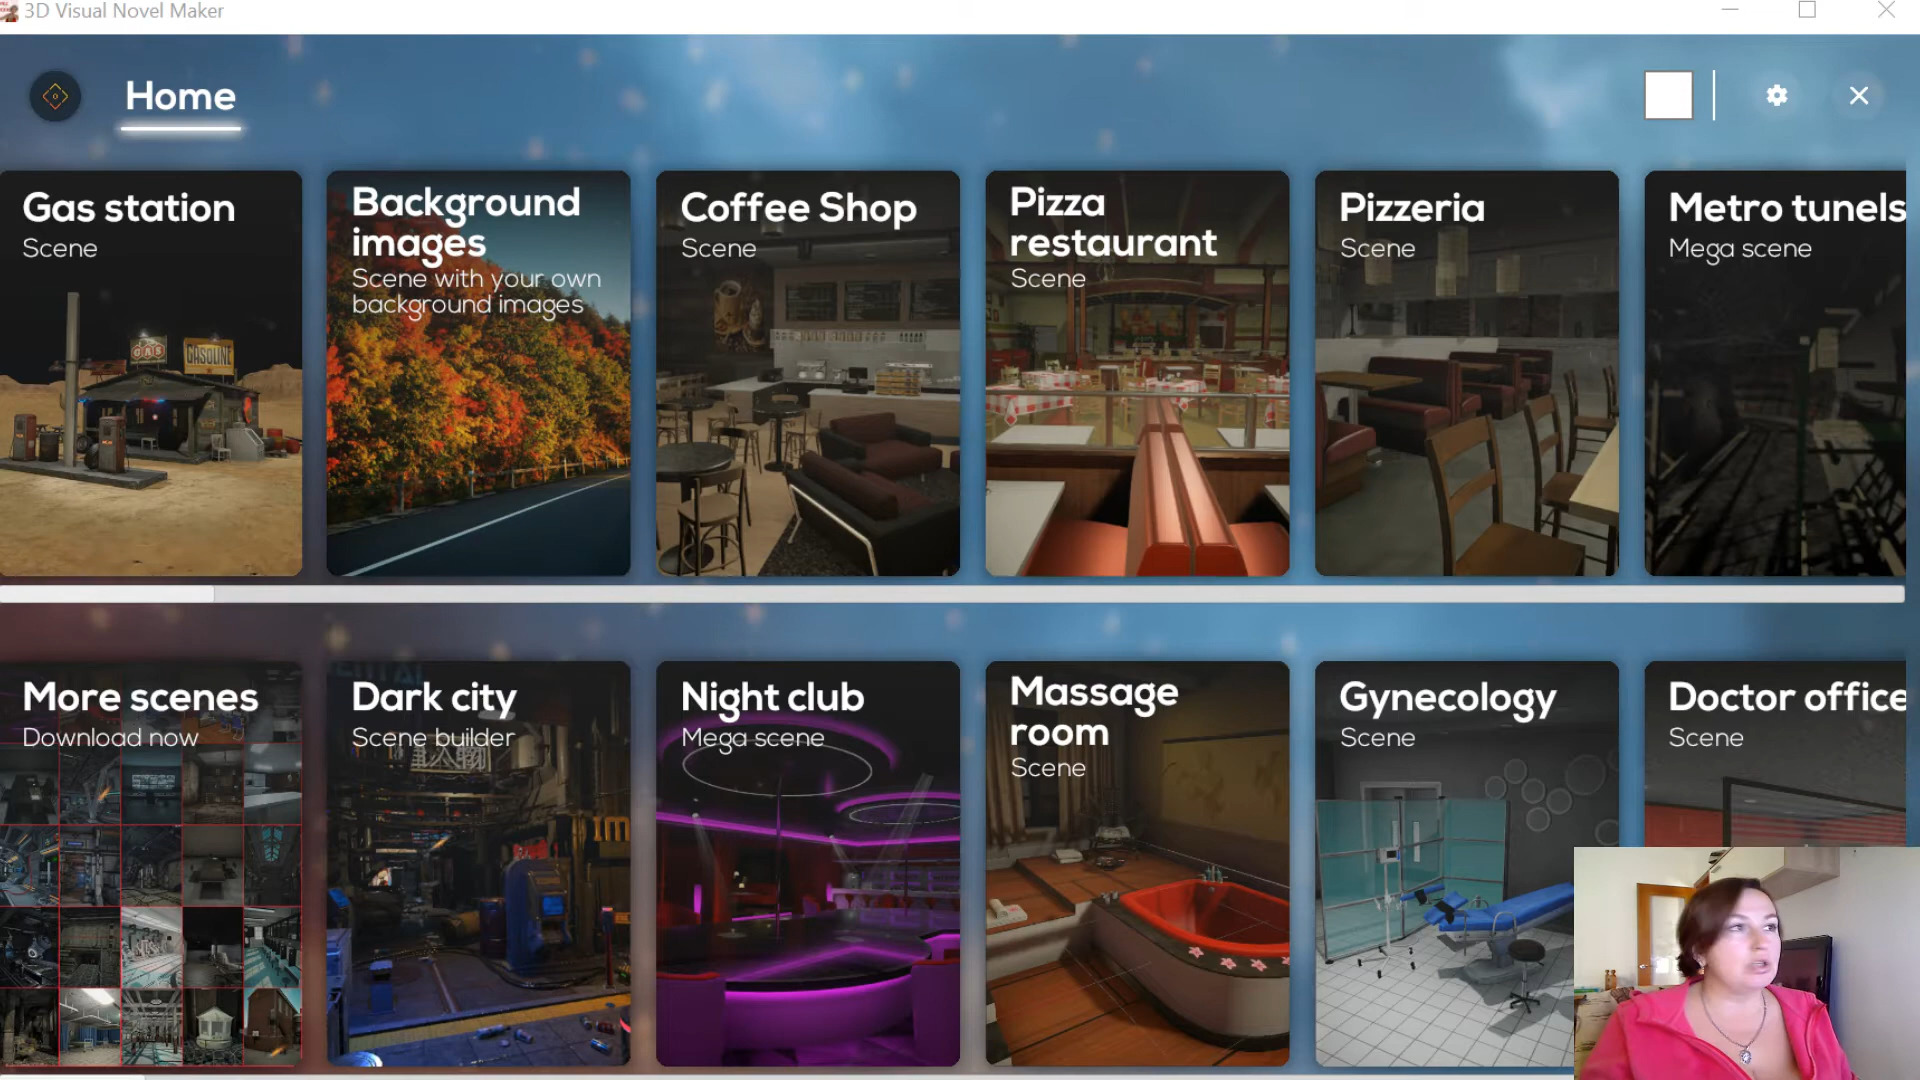 3D Visual Novel Maker
Home
Gas station
Scene
GAS
GASOLINE
Background
images
Scene with your own
background images
Coffee Shop
Scene
Pizza
restaurant
Scene
Pizzeria
Scene
Metro tunels
Mega scene
More scenes
Download now
Dark city
Scene builder
Night club
Mega scene
Massage
room
Scene
Gynecology
Scene
Doctor office
Scene